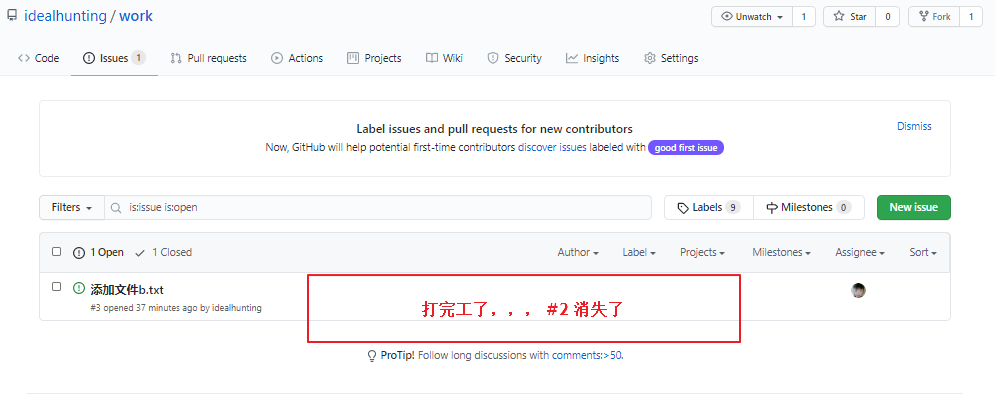 idealhunting / work
Unwatch 1 Star 0 Fork 1
Code Issues 1 Pull requests Actions Projects Wiki Security Insights Settings
Label issues and pull requests for new contributors
Dismiss
Now, GitHub will help potential first-time contributors discover issues labeled with good first issue
Filters is:issue is:open Labels 9 Milestones 0 New issue
1 Open 1 Closed Author Label Projects Milestones Assignee Sort
添加文件b.txt
#3 opened 37 minutes ago by idealhunting
打完工了，，， #2 消失了
ProTip! Follow long discussions with comments:>50.